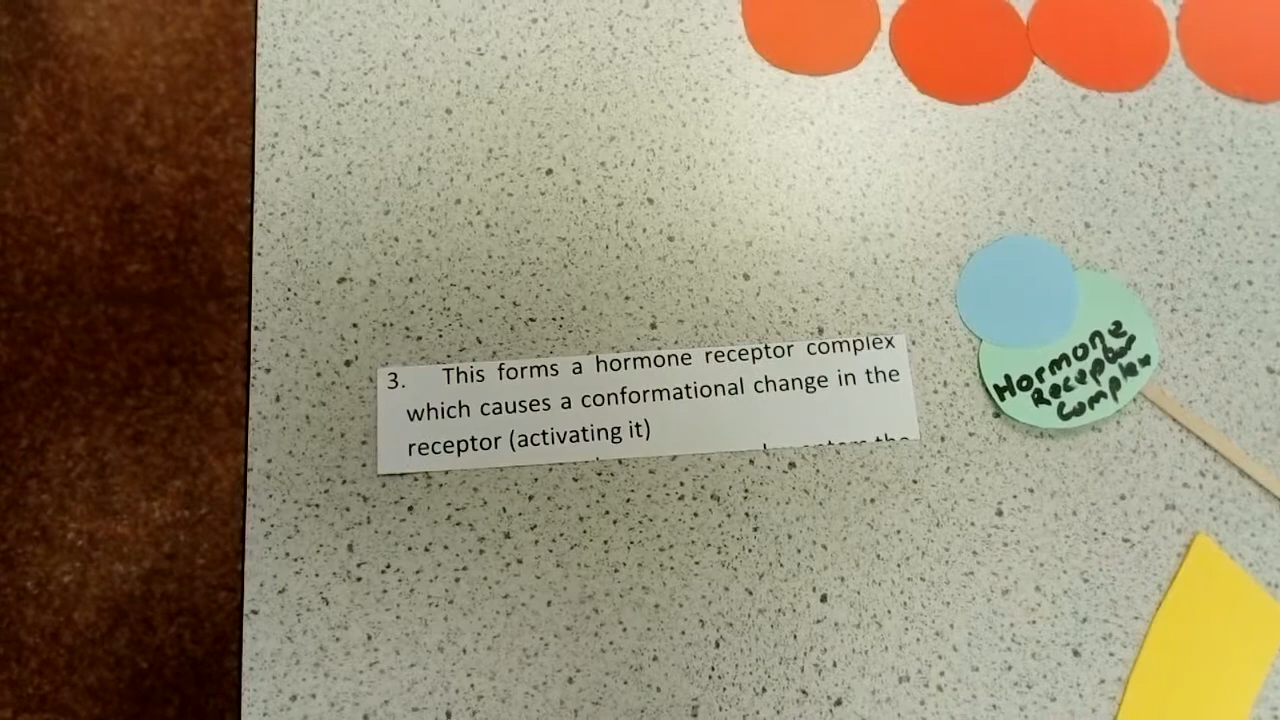 3. This forms a hormone receptor complex
which causes a conformational change in the
receptor (activating it)
Hormone
Receptor
Complex